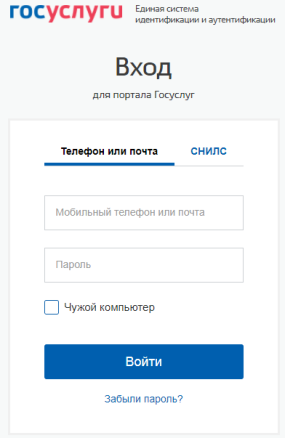 госуслуги
Единая система
идентификации и аутентификации
Вход
для портала Госуслуг
Телефон или почта СНИЛС
Мобильный телефон или почта
Пароль
Чужой компьютер
Войти
Забыли пароль?